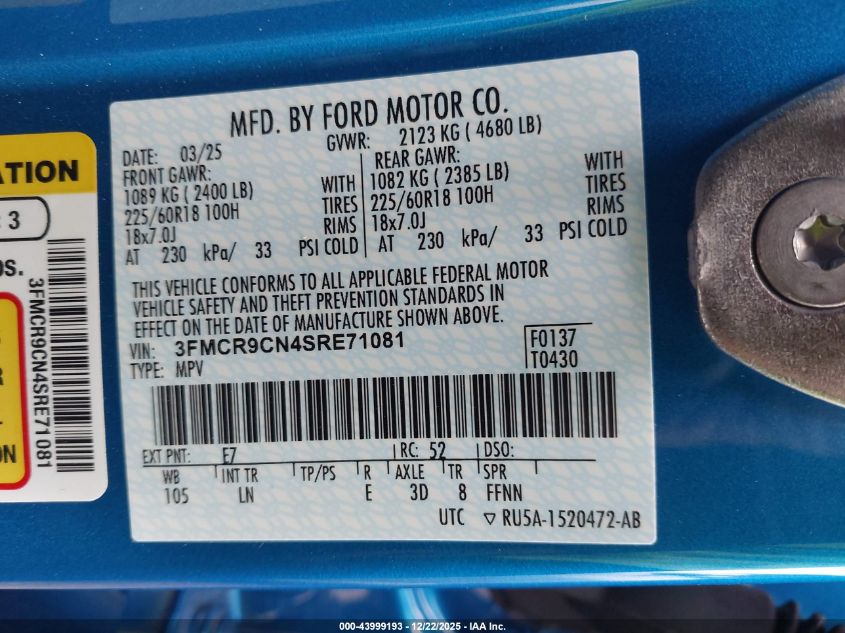 ATION
: 3
OS.
3FMCR9CN4SRE71081
R
ON
MFD. BY FORD MOTOR CO.
DATE: 03/25 GVWR: 2123 KG ( 4680 LB)
FRONT GAWR: REAR GAWR:
1089 KG ( 2400 LB) WITH 1082 KG ( 2385 LB) WITH
225/60R18 100H TIRES 225/60R18 100H TIRES
18x7.0J RIMS 18x7.0J RIMS
AT 230 kPa/ 33 PSI COLD AT 230 kPa/ 33 PSI COLD
THIS VEHICLE CONFORMS TO ALL APPLICABLE FEDERAL MOTOR
VEHICLE SAFETY AND THEFT PREVENTION STANDARDS IN
EFFECT ON THE DATE OF MANUFACTURE SHOWN ABOVE.
VIN: 3FMCR9CN4SRE71081 F0137
TYPE: MPV T0430
EXT PNT: E7 RC: 52 DSO:
WB INT TR TP/PS R AXLE TR SPR
105 LN E 3D 8 FFNN
UTC ▽ RU5A-1520472-AB
000-43999193 - 12/22/2025 - IAA Inc.